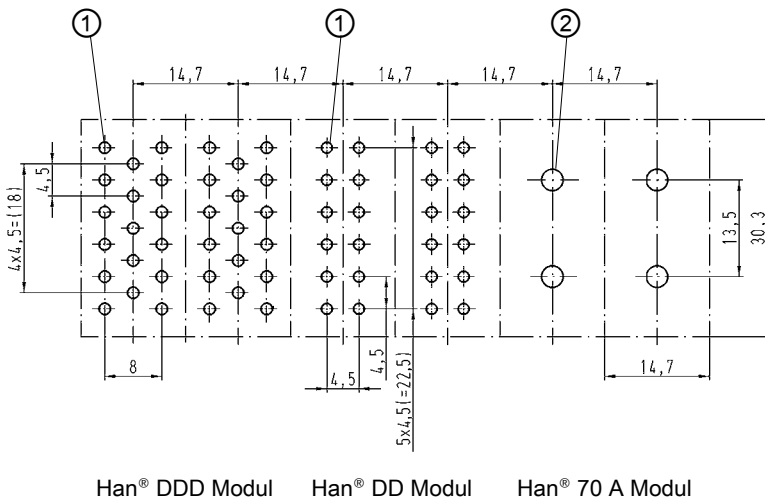 1 1 2
14,7 14,7 14,7 14,7 14,7
4,5
4x4,5=(18)
13,5
30,3
8
4,5
4,5
5x4,5(=22,5)
14,7
Han® DDD Modul Han® DD Modul Han® 70 A Modul